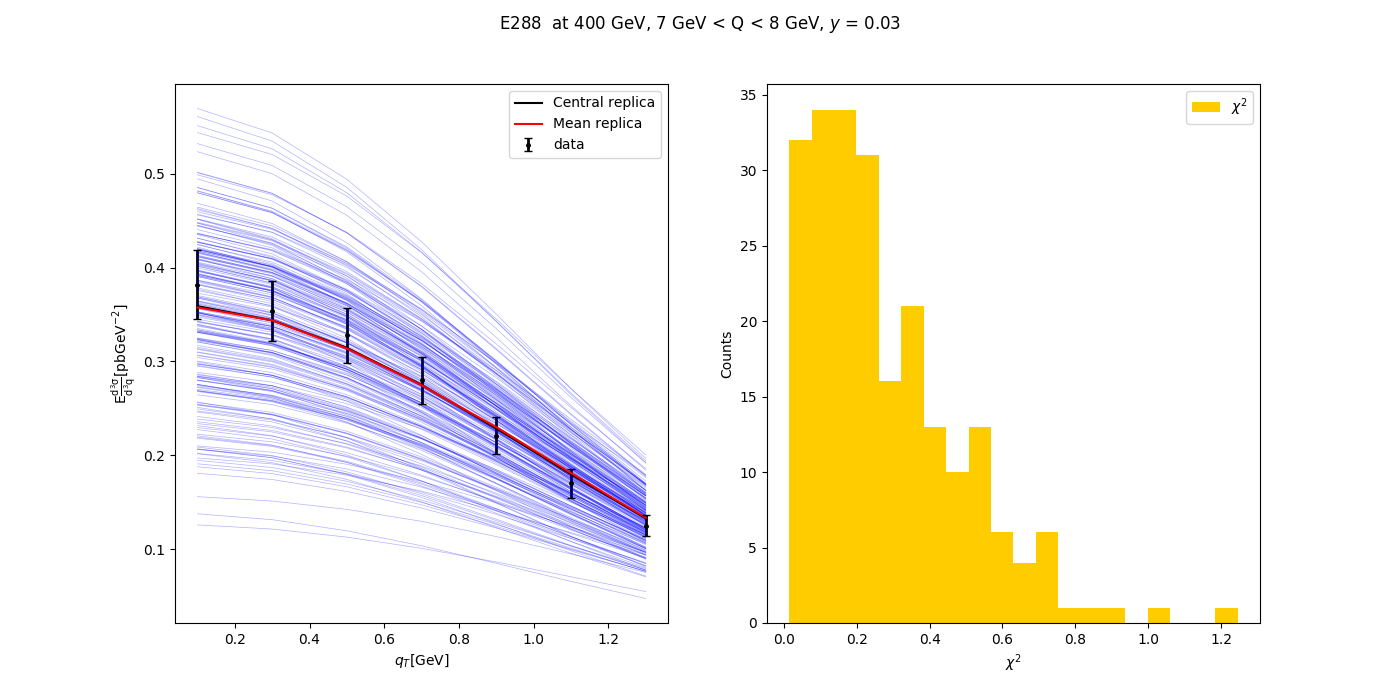 E288  at 400 GeV, 7 GeV < Q < 8 GeV, y = 0.03
Central replica
Mean replica
data
0.5
0.4
0.3
0.2
0.1
E d³σ/d³q [pbGeV⁻²]
0.2 0.4 0.6 0.8 1.0 1.2
q_T[GeV]
χ²
35
30
25
20
15
10
5
0
Counts
0.0 0.2 0.4 0.6 0.8 1.0 1.2
χ²